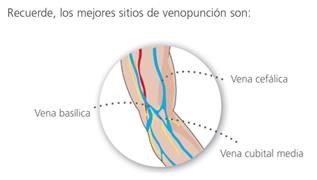 Recuerde, los mejores sitios de venopunción son:
Vena cefálica
Vena basílica
Vena cubital media